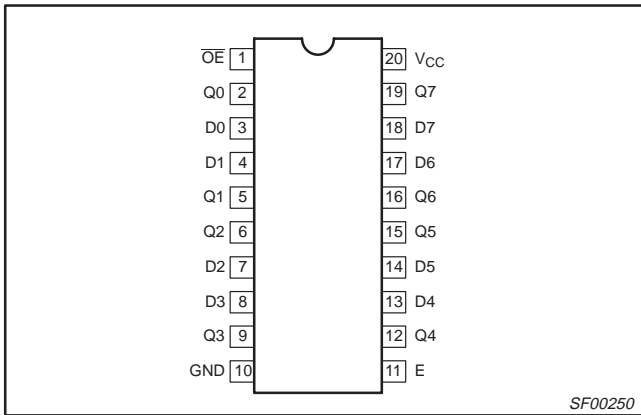 O̅E̅ 1 20 VCC
Q0 2 19 Q7
D0 3 18 D7
D1 4 17 D6
Q1 5 16 Q6
Q2 6 15 Q5
D2 7 14 D5
D3 8 13 D4
Q3 9 12 Q4
GND 10 11 E
SF00250